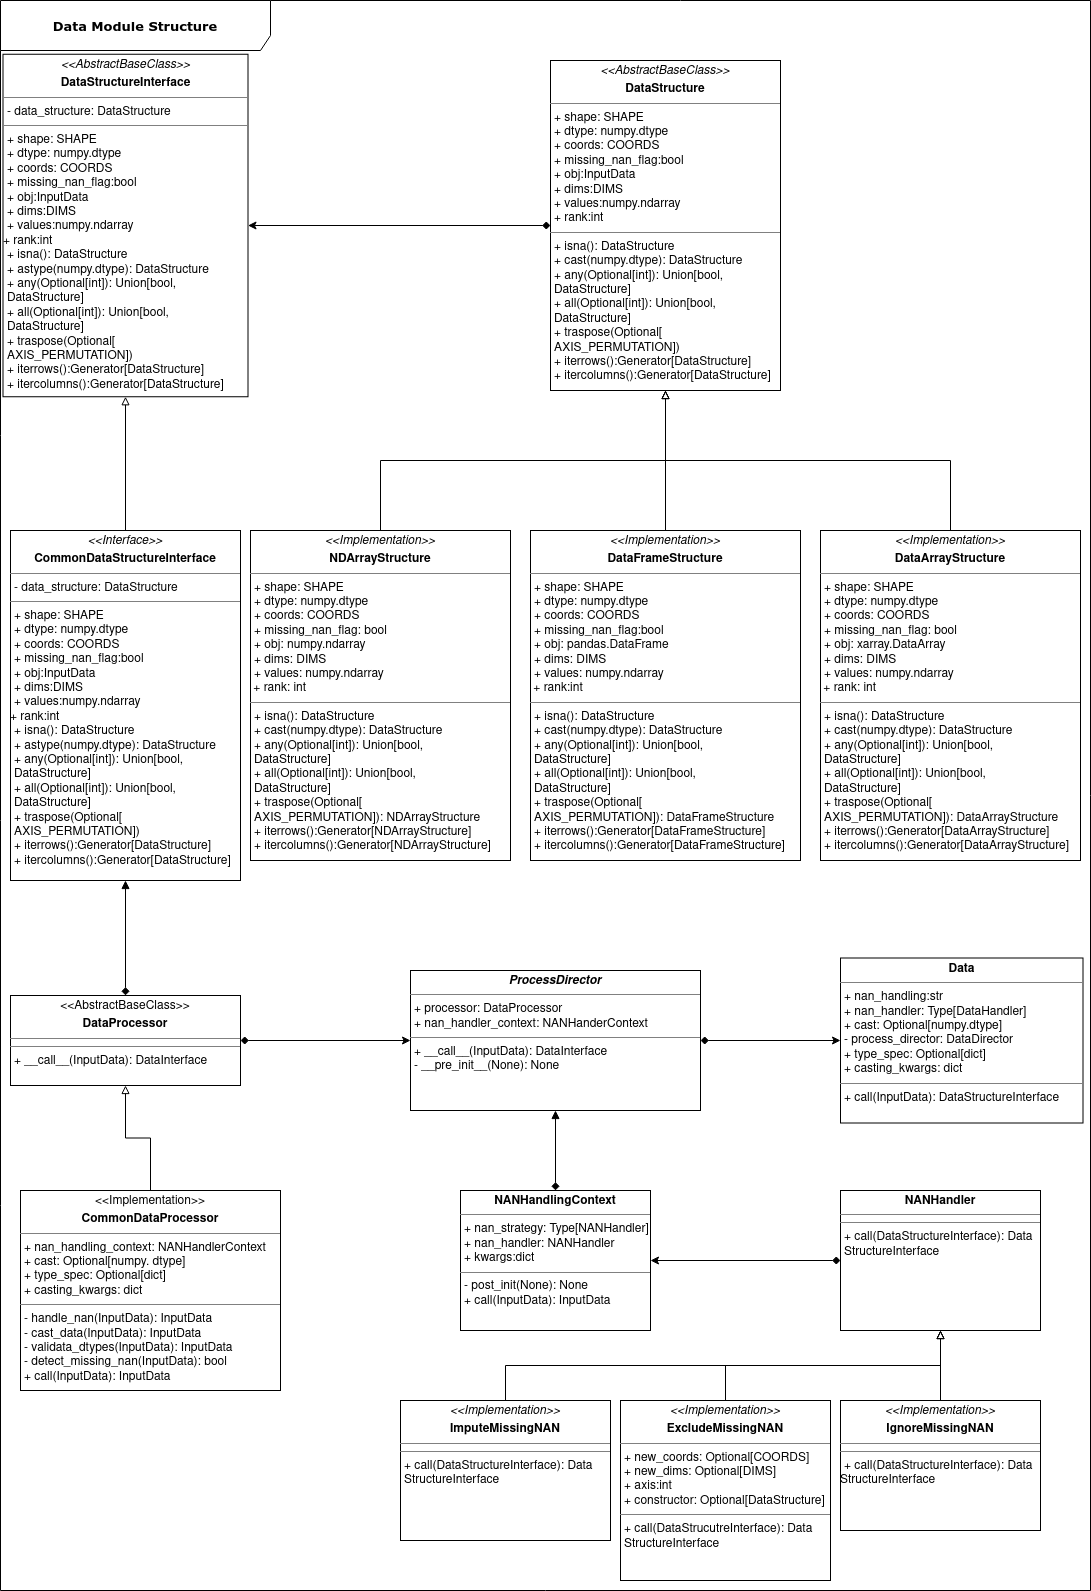 Data Module Structure
<<AbstractBaseClass>>
DataStructureInterface
- data_structure: DataStructure
+ shape: SHAPE
+ dtype: numpy.dtype
+ coords: COORDS
+ missing_nan_flag:bool
+ obj:InputData
+ dims:DIMS
+ values:numpy.ndarray
+ rank:int
+ isna(): DataStructure
+ astype(numpy.dtype): DataStructure
+ any(Optional[int]): Union[bool,
DataStructure]
+ all(Optional[int]): Union[bool,
DataStructure]
+ traspose(Optional[
AXIS_PERMUTATION])
+ iterrows():Generator[DataStructure]
+ itercolumns():Generator[DataStructure]
<<AbstractBaseClass>>
DataStructure
+ shape: SHAPE
+ dtype: numpy.dtype
+ coords: COORDS
+ missing_nan_flag:bool
+ obj:InputData
+ dims:DIMS
+ values:numpy.ndarray
+ rank:int
+ isna(): DataStructure
+ cast(numpy.dtype): DataStructure
+ any(Optional[int]): Union[bool,
DataStructure]
+ all(Optional[int]): Union[bool,
DataStructure]
+ traspose(Optional[
AXIS_PERMUTATION])
+ iterrows():Generator[DataStructure]
+ itercolumns():Generator[DataStructure]
<<Interface>>
CommonDataStructureInterface
- data_structure: DataStructure
+ shape: SHAPE
+ dtype: numpy.dtype
+ coords: COORDS
+ missing_nan_flag:bool
+ obj:InputData
+ dims:DIMS
+ values:numpy.ndarray
+ rank:int
+ isna(): DataStructure
+ astype(numpy.dtype): DataStructure
+ any(Optional[int]): Union[bool,
DataStructure]
+ all(Optional[int]): Union[bool,
DataStructure]
+ traspose(Optional[
AXIS_PERMUTATION])
+ iterrows():Generator[DataStructure]
+ itercolumns():Generator[DataStructure]
<<Implementation>>
NDArrayStructure
+ shape: SHAPE
+ dtype: numpy.dtype
+ coords: COORDS
+ missing_nan_flag: bool
+ obj: numpy.ndarray
+ dims: DIMS
+ values: numpy.ndarray
+ rank: int
+ isna(): DataStructure
+ cast(numpy.dtype): DataStructure
+ any(Optional[int]): Union[bool,
DataStructure]
+ all(Optional[int]): Union[bool,
DataStructure]
+ traspose(Optional[
AXIS_PERMUTATION]): NDArrayStructure
+ iterrows():Generator[NDArrayStructure]
+ itercolumns():Generator[NDArrayStructure]
<<Implementation>>
DataFrameStructure
+ shape: SHAPE
+ dtype: numpy.dtype
+ coords: COORDS
+ missing_nan_flag:bool
+ obj: pandas.DataFrame
+ dims: DIMS
+ values: numpy.ndarray
+ rank:int
+ isna(): DataStructure
+ cast(numpy.dtype): DataStructure
+ any(Optional[int]): Union[bool,
DataStructure]
+ all(Optional[int]): Union[bool,
DataStructure]
+ traspose(Optional[
AXIS_PERMUTATION]): DataFrameStructure
+ iterrows():Generator[DataFrameStructure]
+ itercolumns():Generator[DataFrameStructure]
<<Implementation>>
DataArrayStructure
+ shape: SHAPE
+ dtype: numpy.dtype
+ coords: COORDS
+ missing_nan_flag: bool
+ obj: xarray.DataArray
+ dims: DIMS
+ values: numpy.ndarray
+ rank: int
+ isna(): DataStructure
+ cast(numpy.dtype): DataStructure
+ any(Optional[int]): Union[bool,
DataStructure]
+ all(Optional[int]): Union[bool,
DataStructure]
+ traspose(Optional[
AXIS_PERMUTATION]): DataArrayStructure
+ iterrows():Generator[DataArrayStructure]
+ itercolumns():Generator[DataArrayStructure]
<<AbstractBaseClass>>
DataProcessor
+ __call__(InputData): DataInterface
ProcessDirector
+ processor: DataProcessor
+ nan_handler_context: NANHanderContext
+ __call__(InputData): DataInterface
- __pre_init__(None): None
Data
+ nan_handling:str
+ nan_handler: Type[DataHandler]
+ cast: Optional[numpy.dtype]
- process_director: DataDirector
+ type_spec: Optional[dict]
+ casting_kwargs: dict
+ call(InputData): DataStructureInterface
<<Implementation>>
CommonDataProcessor
+ nan_handling_context: NANHandlerContext
+ cast: Optional[numpy. dtype]
+ type_spec: Optional[dict]
+ casting_kwargs: dict
- handle_nan(InputData): InputData
- cast_data(InputData): InputData
- validata_dtypes(InputData): InputData
- detect_missing_nan(InputData): bool
+ call(InputData): InputData
NANHandlingContext
+ nan_strategy: Type[NANHandler]
+ nan_handler: NANHandler
+ kwargs:dict
- post_init(None): None
+ call(InputData): InputData
NANHandler
+ call(DataStructureInterface): Data
StructureInterface
<<Implementation>>
ImputeMissingNAN
+ call(DataStructureInterface): Data
StructureInterface
<<Implementation>>
ExcludeMissingNAN
+ new_coords: Optional[COORDS]
+ new_dims: Optional[DIMS]
+ axis:int
+ constructor: Optional[DataStructure]
+ call(DataStrucutreInterface): Data
StructureInterface
<<Implementation>>
IgnoreMissingNAN
+ call(DataStructureInterface): Data
StructureInterface